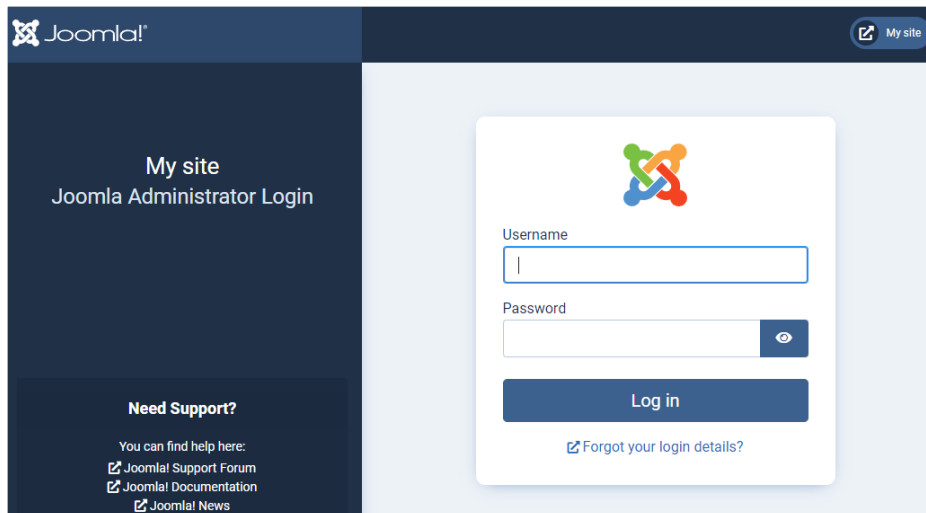 Joomla!®
My site
My site
Joomla Administrator Login
Username
Password
Log in
Forgot your login details?
Need Support?
You can find help here:
Joomla! Support Forum
Joomla! Documentation
Joomla! News